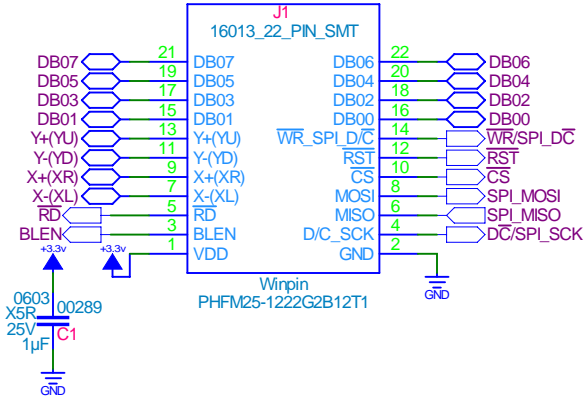 J1
16013_22_PIN_SMT
DB07 21 DB07 DB06 22 DB06
DB05 19 DB05 DB04 20 DB04
DB03 17 DB03 DB02 18 DB02
DB01 15 DB01 DB00 16 DB00
Y+(YU) 13 Y+(YU) WR_SPI_D/C 14 WR/SPI_DC
Y-(YD) 11 Y-(YD) RST 12 RST
X+(XR) 9 X+(XR) CS 10 CS
X-(XL) 7 X-(XL) MOSI 8 SPI_MOSI
RD 5 RD MISO 6 SPI_MISO
BLEN 3 BLEN D/C_SCK 4 DC/SPI_SCK
+3.3v +3.3v 1 VDD GND 2
GND
Winpin
PHFM25-1222G2B12T1
0603 00289
X5R
25V C1
1µF
GND